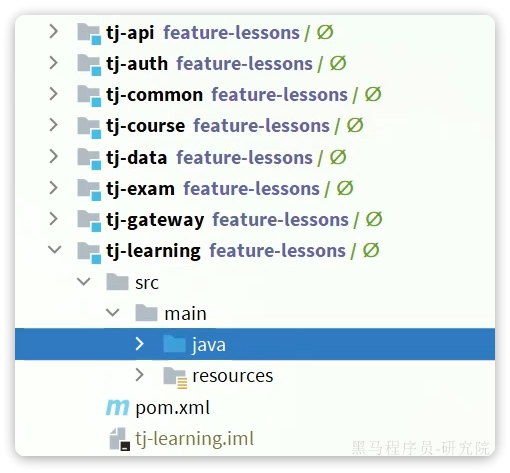 tj-api feature-lessons / Ø
tj-auth feature-lessons / Ø
tj-common feature-lessons / Ø
tj-course feature-lessons / Ø
tj-data feature-lessons / Ø
tj-exam feature-lessons / Ø
tj-gateway feature-lessons / Ø
tj-learning feature-lessons / Ø
src
main
java
resources
pom.xml
tj-learning.iml
黑马程序员-研究院